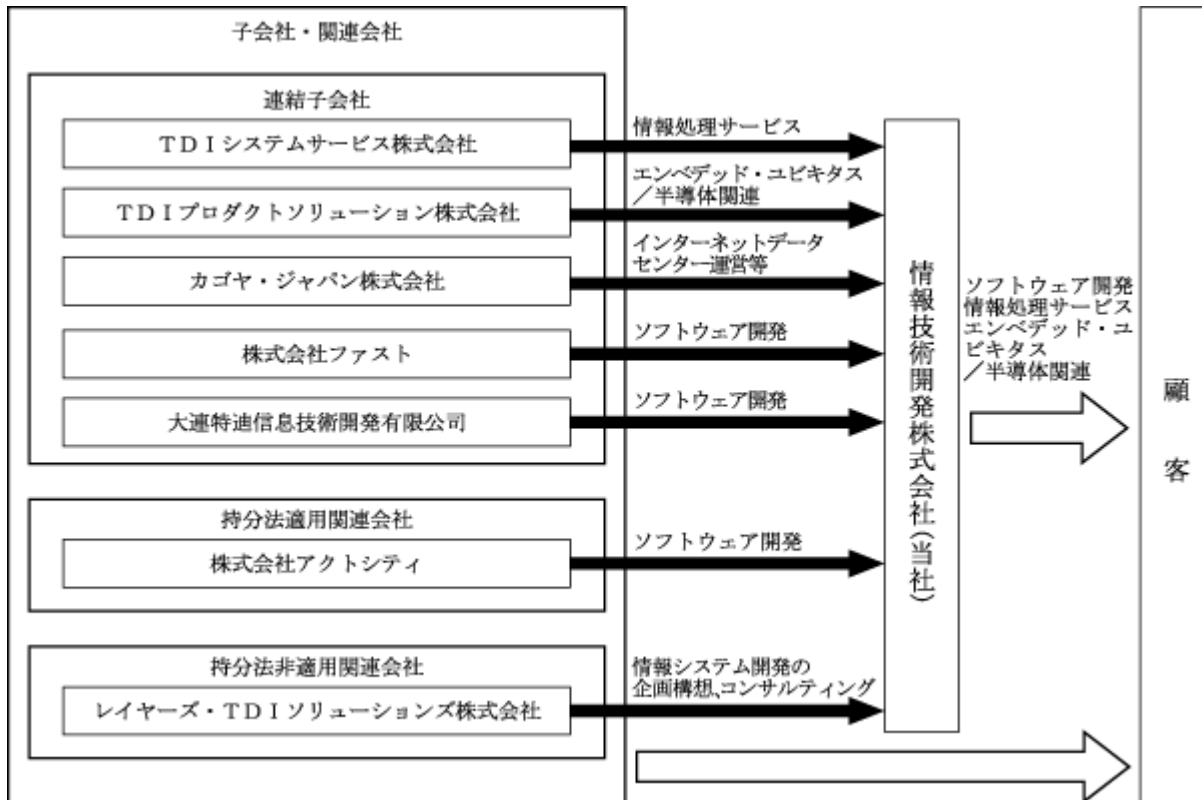 子会社・関連会社
連結子会社
TDIシステムサービス株式会社
情報処理サービス
TDIプロダクトソリューション株式会社
エンベデッド・ユビキタス
/半導体関連
カゴヤ・ジャパン株式会社
インターネットデータ
センター運営等
株式会社ファスト
ソフトウェア開発
大連特迪信息技術開発有限公司
ソフトウェア開発
持分法適用関連会社
株式会社アクトシティ
ソフトウェア開発
持分法非適用関連会社
レイヤーズ・TDIソリューションズ株式会社
情報システム開発の
企画構想、コンサルティング
情報技術開発株式会社(当社)
ソフトウェア開発
情報処理サービス
エンベデッド・ユ
ビキタス
/半導体関連
顧客